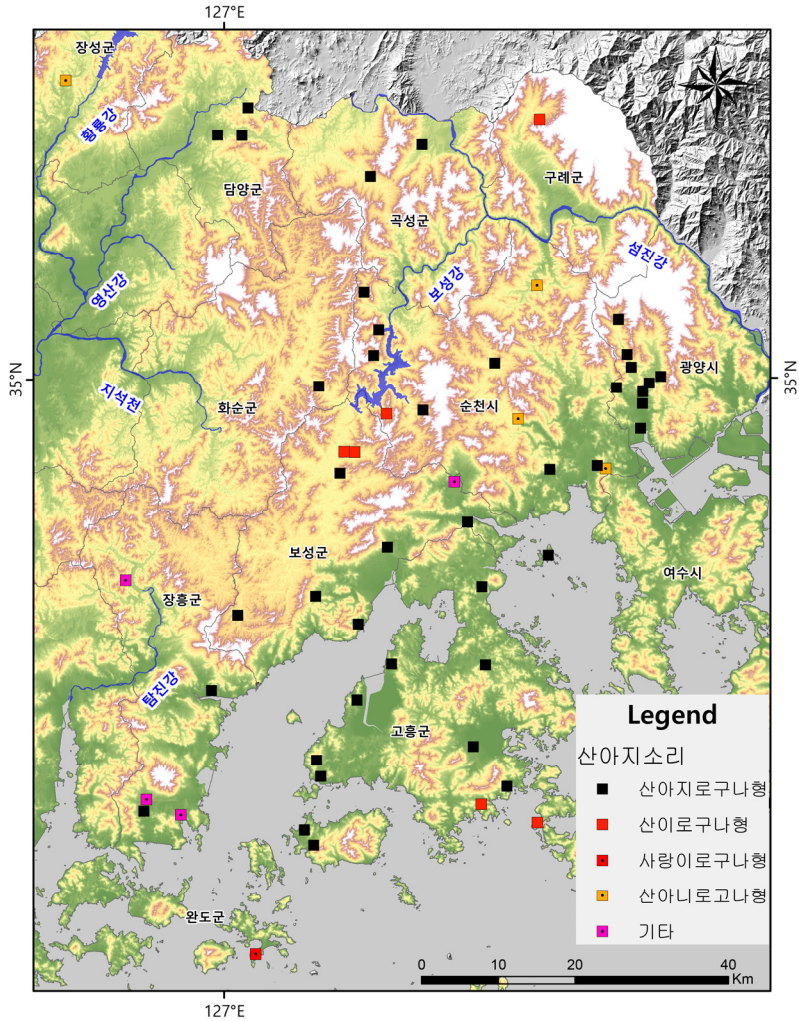 127°E
장성군
황룡강
담양군
곡성군
구례군
섬진강
보성강
영산강
35°N
35°N
지석천
화순군
순천시
광양시
보성군
여수시
장흥군
탐진강
고흥군
완도군
Legend
산아지소리
산아지로구나형
산이로구나형
사랑이로구나형
산아니로고나형
기타
0 10 20 40
Km
127°E